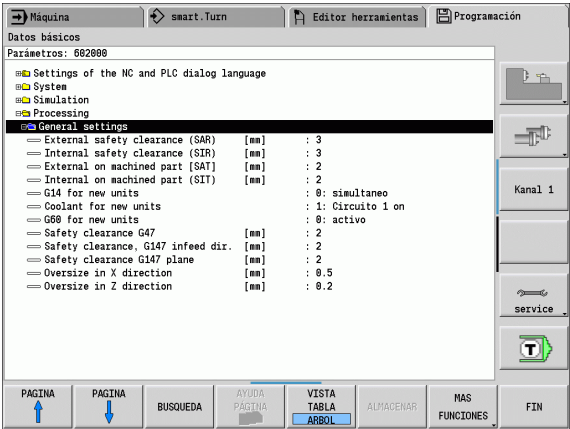 Máquina
smart.Turn
Editor herramientas
Programación
Datos básicos
Parámetros: 602000
Settings of the NC and PLC dialog language
System
Simulation
Processing
General settings
External safety clearance (SAR) [mm] : 3
Internal safety clearance (SIR) [mm] : 3
External on machined part [SAT] [mm] : 2
Internal on machined part (SIT) [mm] : 2
G14 for new units : 0: simultaneo
Coolant for new units : 1: Circuito 1 on
G60 for new units : 0: activo
Safety clearance G47 [mm] : 2
Safety clearance, G147 infeed dir. [mm] : 2
Safety clearance G147 plane [mm] : 2
Oversize in X direction [mm] : 0.5
Oversize in Z direction [mm] : 0.2
Kanal 1
service
T
PAGINA
PAGINA
BUSQUEDA
AYUDA
PAGINA
VISTA
TABLA
ARBOL
ALMACENAR
MAS
FUNCIONES
FIN